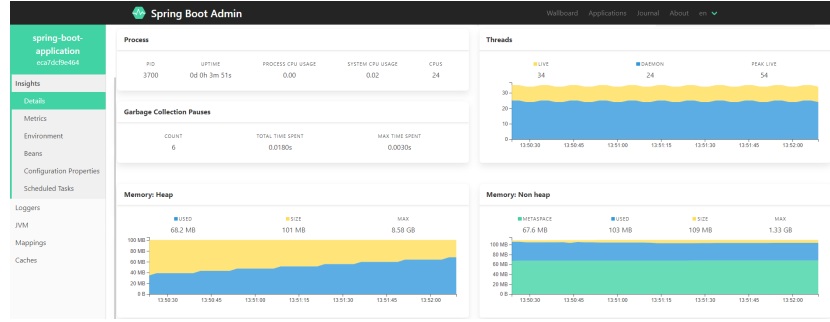 Spring Boot Admin
Wallboard Applications Journal About en
spring-boot-
application
eca7dcf9e464
Insights
Details
Metrics
Environment
Beans
Configuration Properties
Scheduled Tasks
Loggers
JVM
Mappings
Caches
Process
PID UPTIME PROCESS CPU USAGE SYSTEM CPU USAGE CPUS
3700 0d 0h 3m 51s 0.00 0.02 24
Garbage Collection Pauses
COUNT TOTAL TIME SPENT MAX TIME SPENT
6 0.0180s 0.0030s
Threads
LIVE DAEMON PEAK LIVE
34 24 54
30
20
10
0
13:50:30 13:50:45 13:51:00 13:51:15 13:51:30 13:51:45 13:52:00
Memory: Heap
USED SIZE MAX
68.2 MB 101 MB 8.58 GB
100 MB
80 MB
60 MB
40 MB
20 MB
0 B
13:50:30 13:50:45 13:51:00 13:51:15 13:51:30 13:51:45 13:52:00
Memory: Non heap
METASPACE USED SIZE MAX
67.6 MB 103 MB 109 MB 1.33 GB
100 MB
80 MB
60 MB
40 MB
20 MB
0 B
13:50:30 13:50:45 13:51:00 13:51:15 13:51:30 13:51:45 13:52:00